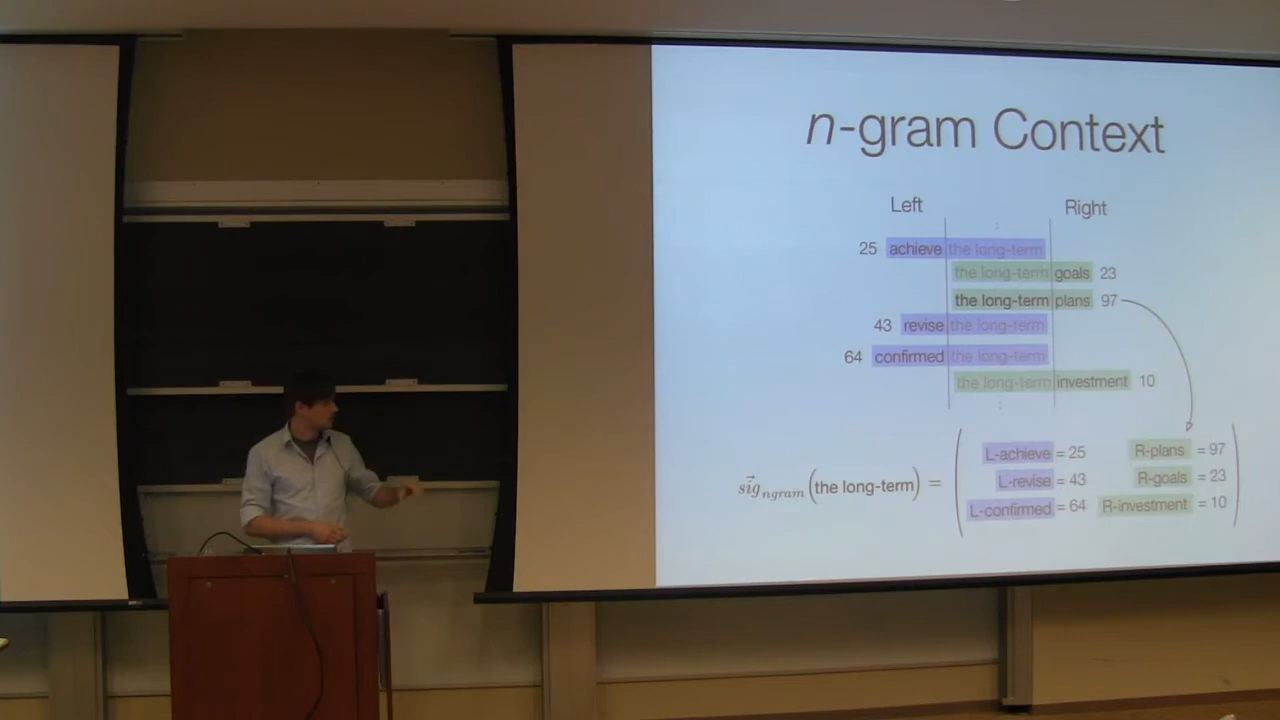 n-gram Context
Left Right
25 achieve the long-term
the long-term goals 23
the long-term plans 97
43 revise the long-term
64 confirmed the long-term
the long-term investment 10
L-achieve = 25 R-plans = 97
sig ngram (the long-term) = L-revise = 43 R-goals = 23
L-confirmed = 64 R-investment = 10